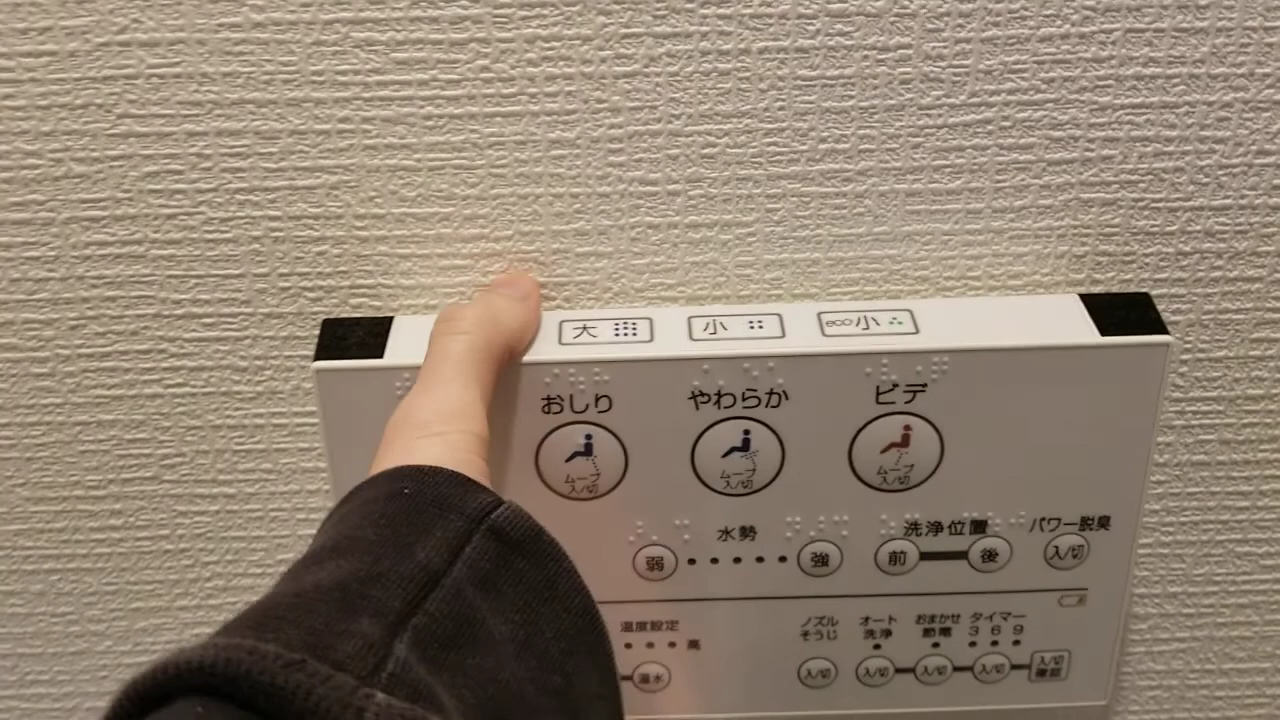 大 小 eco小
おしり やわらか ビデ
ムーブ 入/切 ムーブ 入/切 ムーブ 入/切
水勢 洗浄位置 パワー脱臭
弱 強 前 後 入/切
温度設定 ノズル オート おまかせ タイマー
高 そうじ 洗浄 節電 3 6 9
温水 入/切 入/切 入/切 入/切 入/切 確認